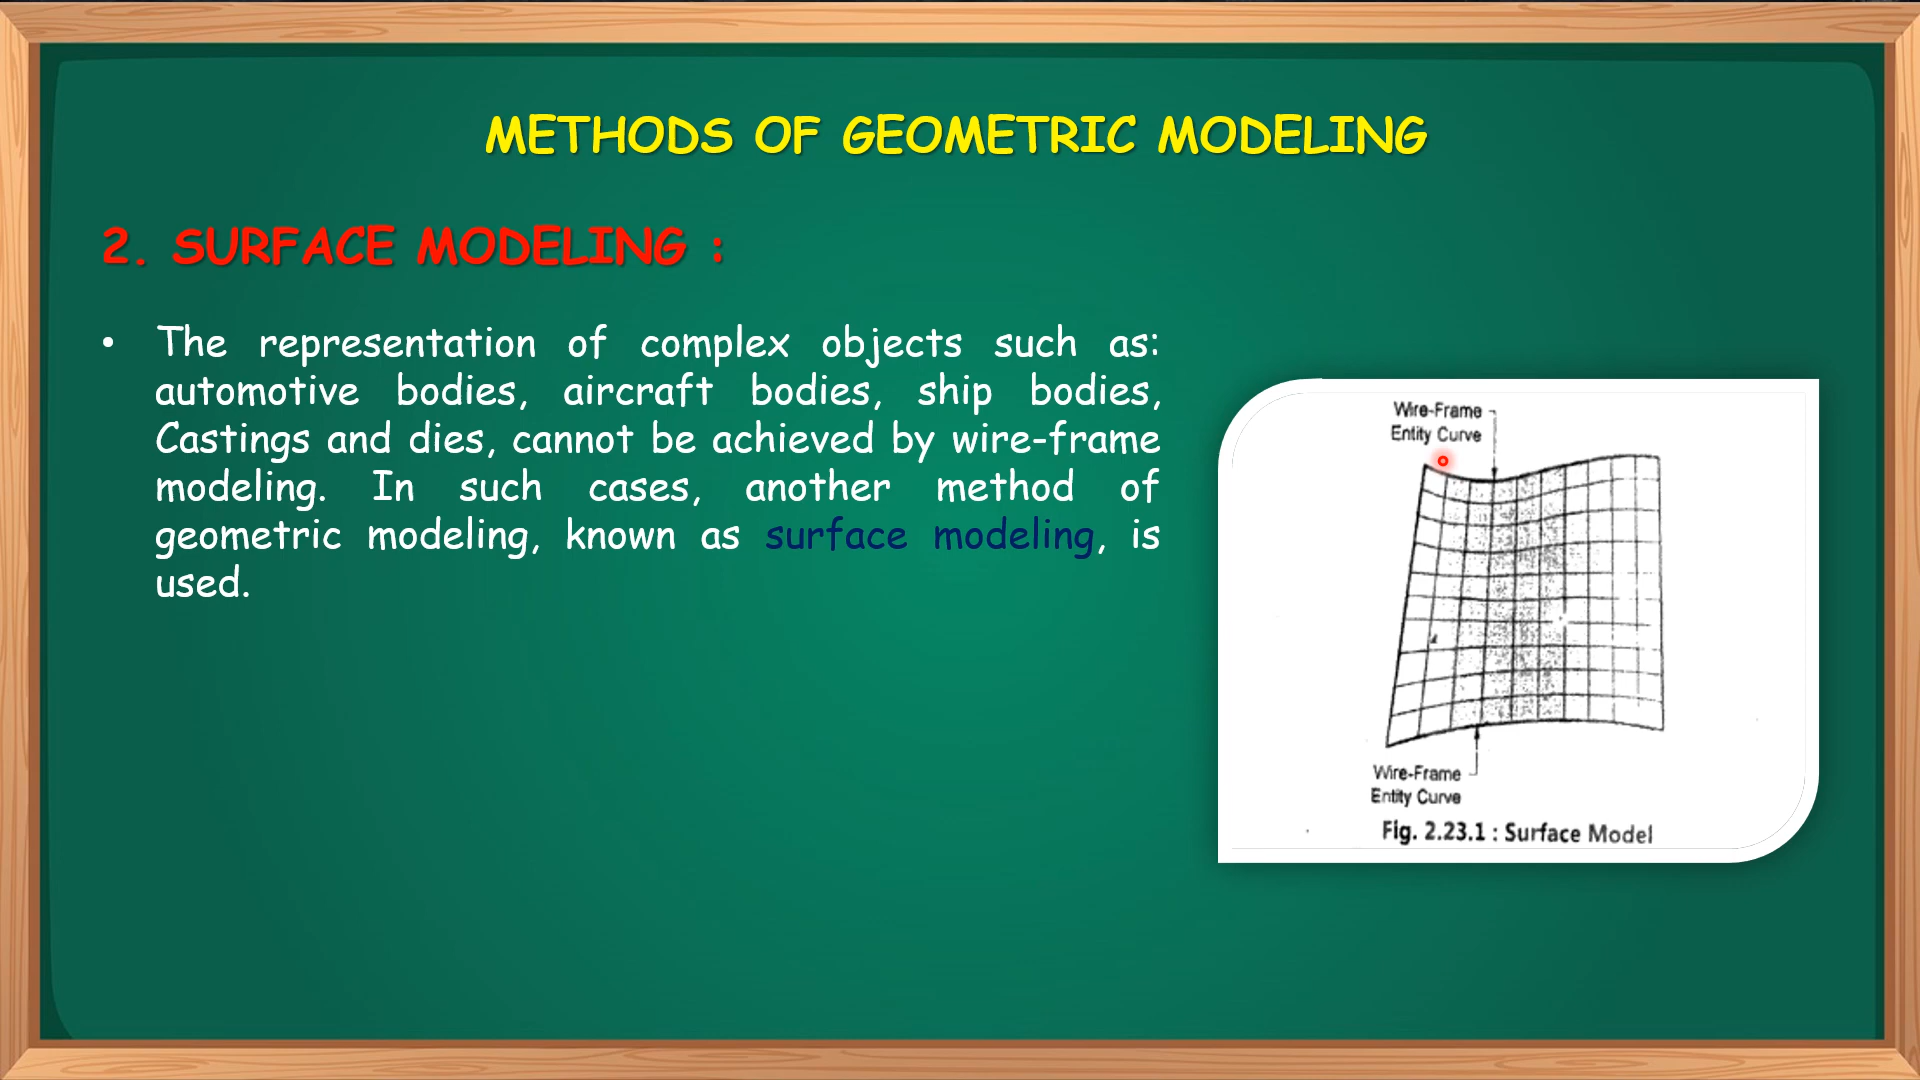 METHODS OF GEOMETRIC MODELING
2. SURFACE MODELING :
• The representation of complex objects such as:
automotive bodies, aircraft bodies, ship bodies,
Castings and dies, cannot be achieved by wire-frame
modeling. In such cases, another method of
geometric modeling, known as surface modeling, is
used.
Wire-Frame
Entity Curve
Wire-Frame
Entity Curve
Fig. 2.23.1 : Surface Model